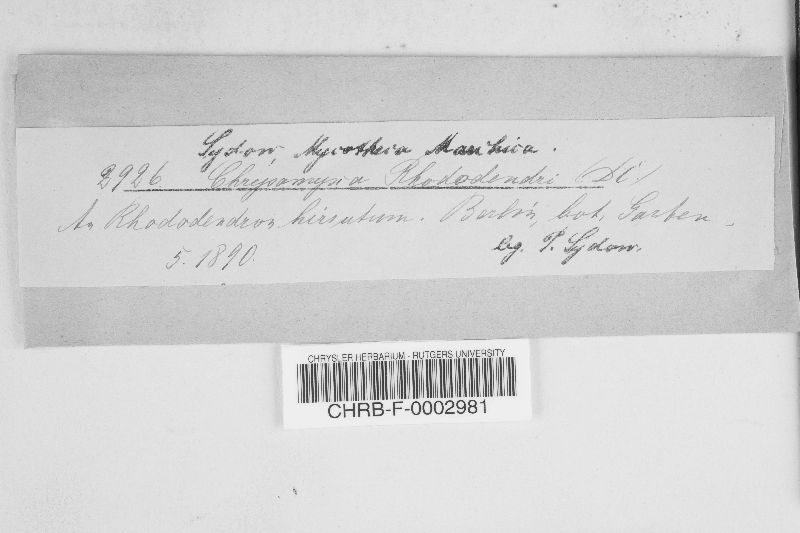 Sydow Mycotheca Marchica.
2926. Chrysomyxa Rhododendri (DC)
An Rhododendron hirsutum. Berlin, bot. Garten -
5. 1890.
leg. P. Sydow.
CHRYSLER HERBARIUM - RUTGERS UNIVERSITY
CHRB-F-0002981